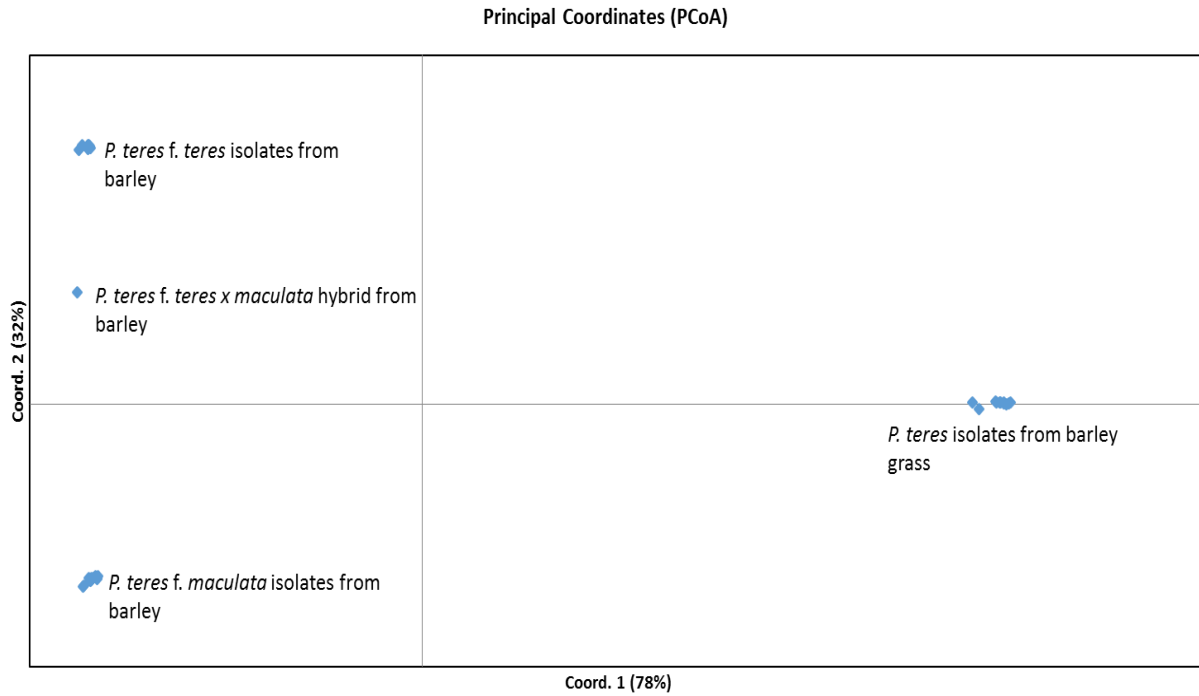 Principal Coordinates (PCoA)
P. teres f. teres isolates from
barley
P. teres f. teres x maculata hybrid from
barley
Coord. 2 (32%)
P. teres isolates from barley
grass
P. teres f. maculata isolates from
barley
Coord. 1 (78%)